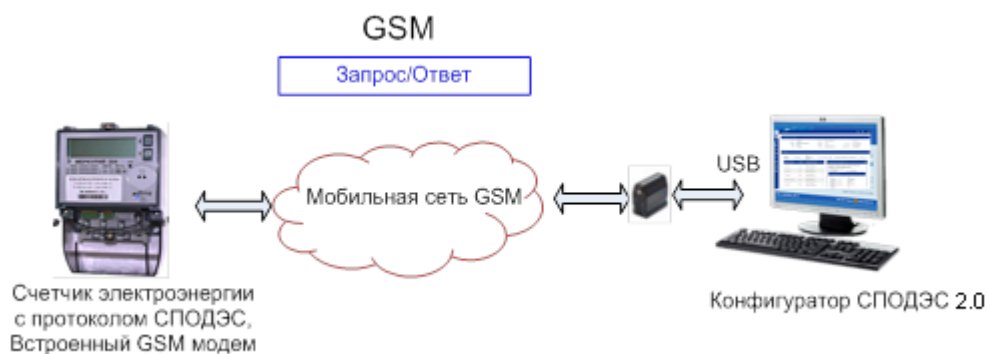 GSM
Запрос/Ответ
USB
Мобильная сеть GSM
Счетчик электроэнергии
с протоколом СПОДЭС,
Встроенный GSM модем
Конфигуратор СПОДЭС 2.0